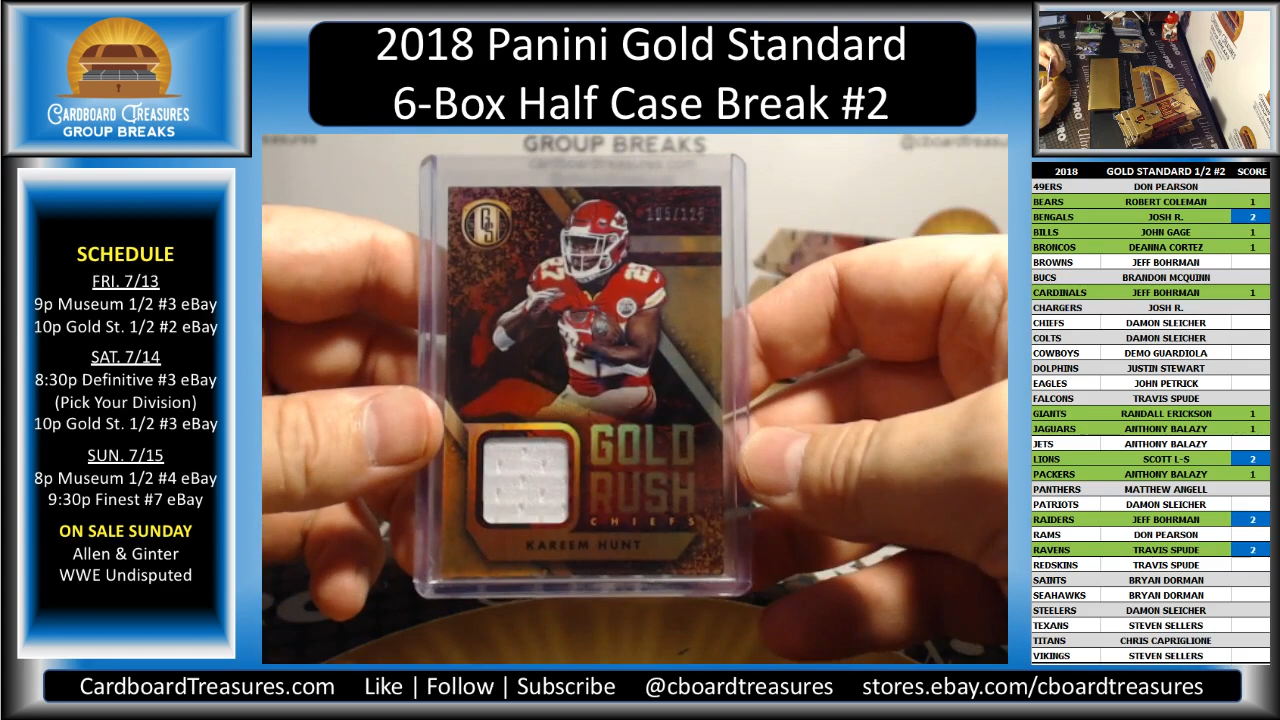 CARDBOARD TREASURES
GROUP BREAKS
2018 Panini Gold Standard
6-Box Half Case Break #2
SCHEDULE
FRI. 7/13
9p Museum 1/2 #3 eBay
10p Gold St. 1/2 #2 eBay
SAT. 7/14
8:30p Definitive #3 eBay
(Pick Your Division)
10p Gold St. 1/2 #3 eBay
SUN. 7/15
8p Museum 1/2 #4 eBay
9:30p Finest #7 eBay
ON SALE SUNDAY
Allen & Ginter
WWE Undisputed
GROUP BREAKS
cardboardtreasures.com
GS
27
GOLD
RUSH
CHIEFS
KAREEM HUNT
2018 GOLD STANDARD 1/2 #2 SCORE
49ERS DON PEARSON
BEARS ROBERT COLEMAN 1
BENGALS JOSH R. 2
BILLS JOHN GAGE 1
BRONCOS DEANNA CORTEZ 1
BROWNS JEFF BOHRMAN
BUCS BRANDON MCQUINN
CARDINALS JEFF BOHRMAN 1
CHARGERS JOSH R.
CHIEFS DAMON SLEICHER
COLTS DAMON SLEICHER
COWBOYS DEMO GUARDIOLA
DOLPHINS JUSTIN STEWART
EAGLES JOHN PETRICK
FALCONS TRAVIS SPUDE
GIANTS RANDALL ERICKSON 1
JAGUARS ANTHONY BALAZY 1
JETS ANTHONY BALAZY
LIONS SCOTT L-S 2
PACKERS ANTHONY BALAZY 1
PANTHERS MATTHEW ANGELL
PATRIOTS DAMON SLEICHER
RAIDERS JEFF BOHRMAN 2
RAMS DON PEARSON
RAVENS TRAVIS SPUDE 2
REDSKINS TRAVIS SPUDE
SAINTS BRYAN DORMAN
SEAHAWKS BRYAN DORMAN
STEELERS DAMON SLEICHER
TEXANS STEVEN SELLERS
TITANS CHRIS CAPRIGLIONE
VIKINGS STEVEN SELLERS
CardboardTreasures.com Like | Follow | Subscribe @cboardtreasures stores.ebay.com/cboardtreasures